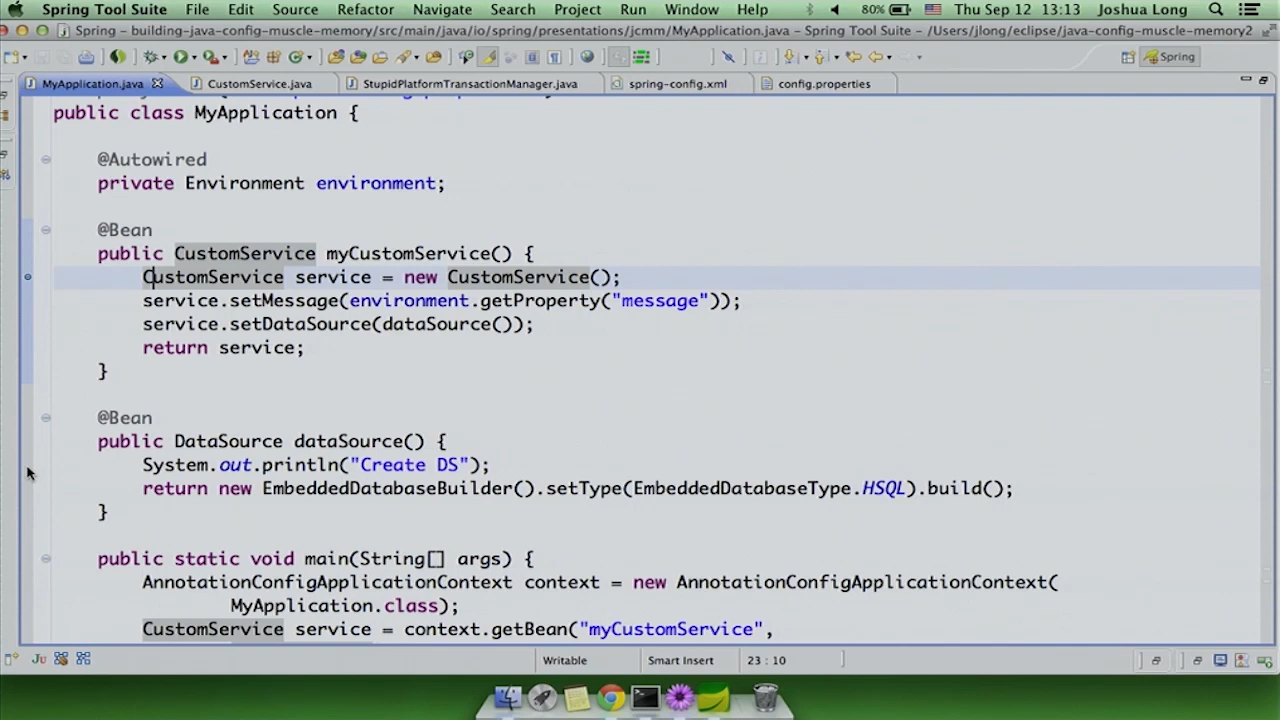 Spring Tool Suite File Edit Source Refactor Navigate Search Project Run Window Help 80% Thu Sep 12 13:13 Joshua Long
Spring - building-java-config-muscle-memory/src/main/java/io/spring/presentations/jcmm/MyApplication.java - Spring Tool Suite - /Users/jlong/eclipse/java-config-muscle-memory2
Spring
MyApplication.java CustomService.java StupidPlatformTransactionManager.java spring-config.xml config.properties
public class MyApplication {
@Autowired
private Environment environment;
@Bean
public CustomService myCustomService() {
CustomService service = new CustomService();
service.setMessage(environment.getProperty("message"));
service.setDataSource(dataSource());
return service;
}
@Bean
public DataSource dataSource() {
System.out.println("Create DS");
return new EmbeddedDatabaseBuilder().setType(EmbeddedDatabaseType.HSQL).build();
}
public static void main(String[] args) {
AnnotationConfigApplicationContext context = new AnnotationConfigApplicationContext(
MyApplication.class);
CustomService service = context.getBean("myCustomService",
Ju Writable Smart Insert 23 : 10